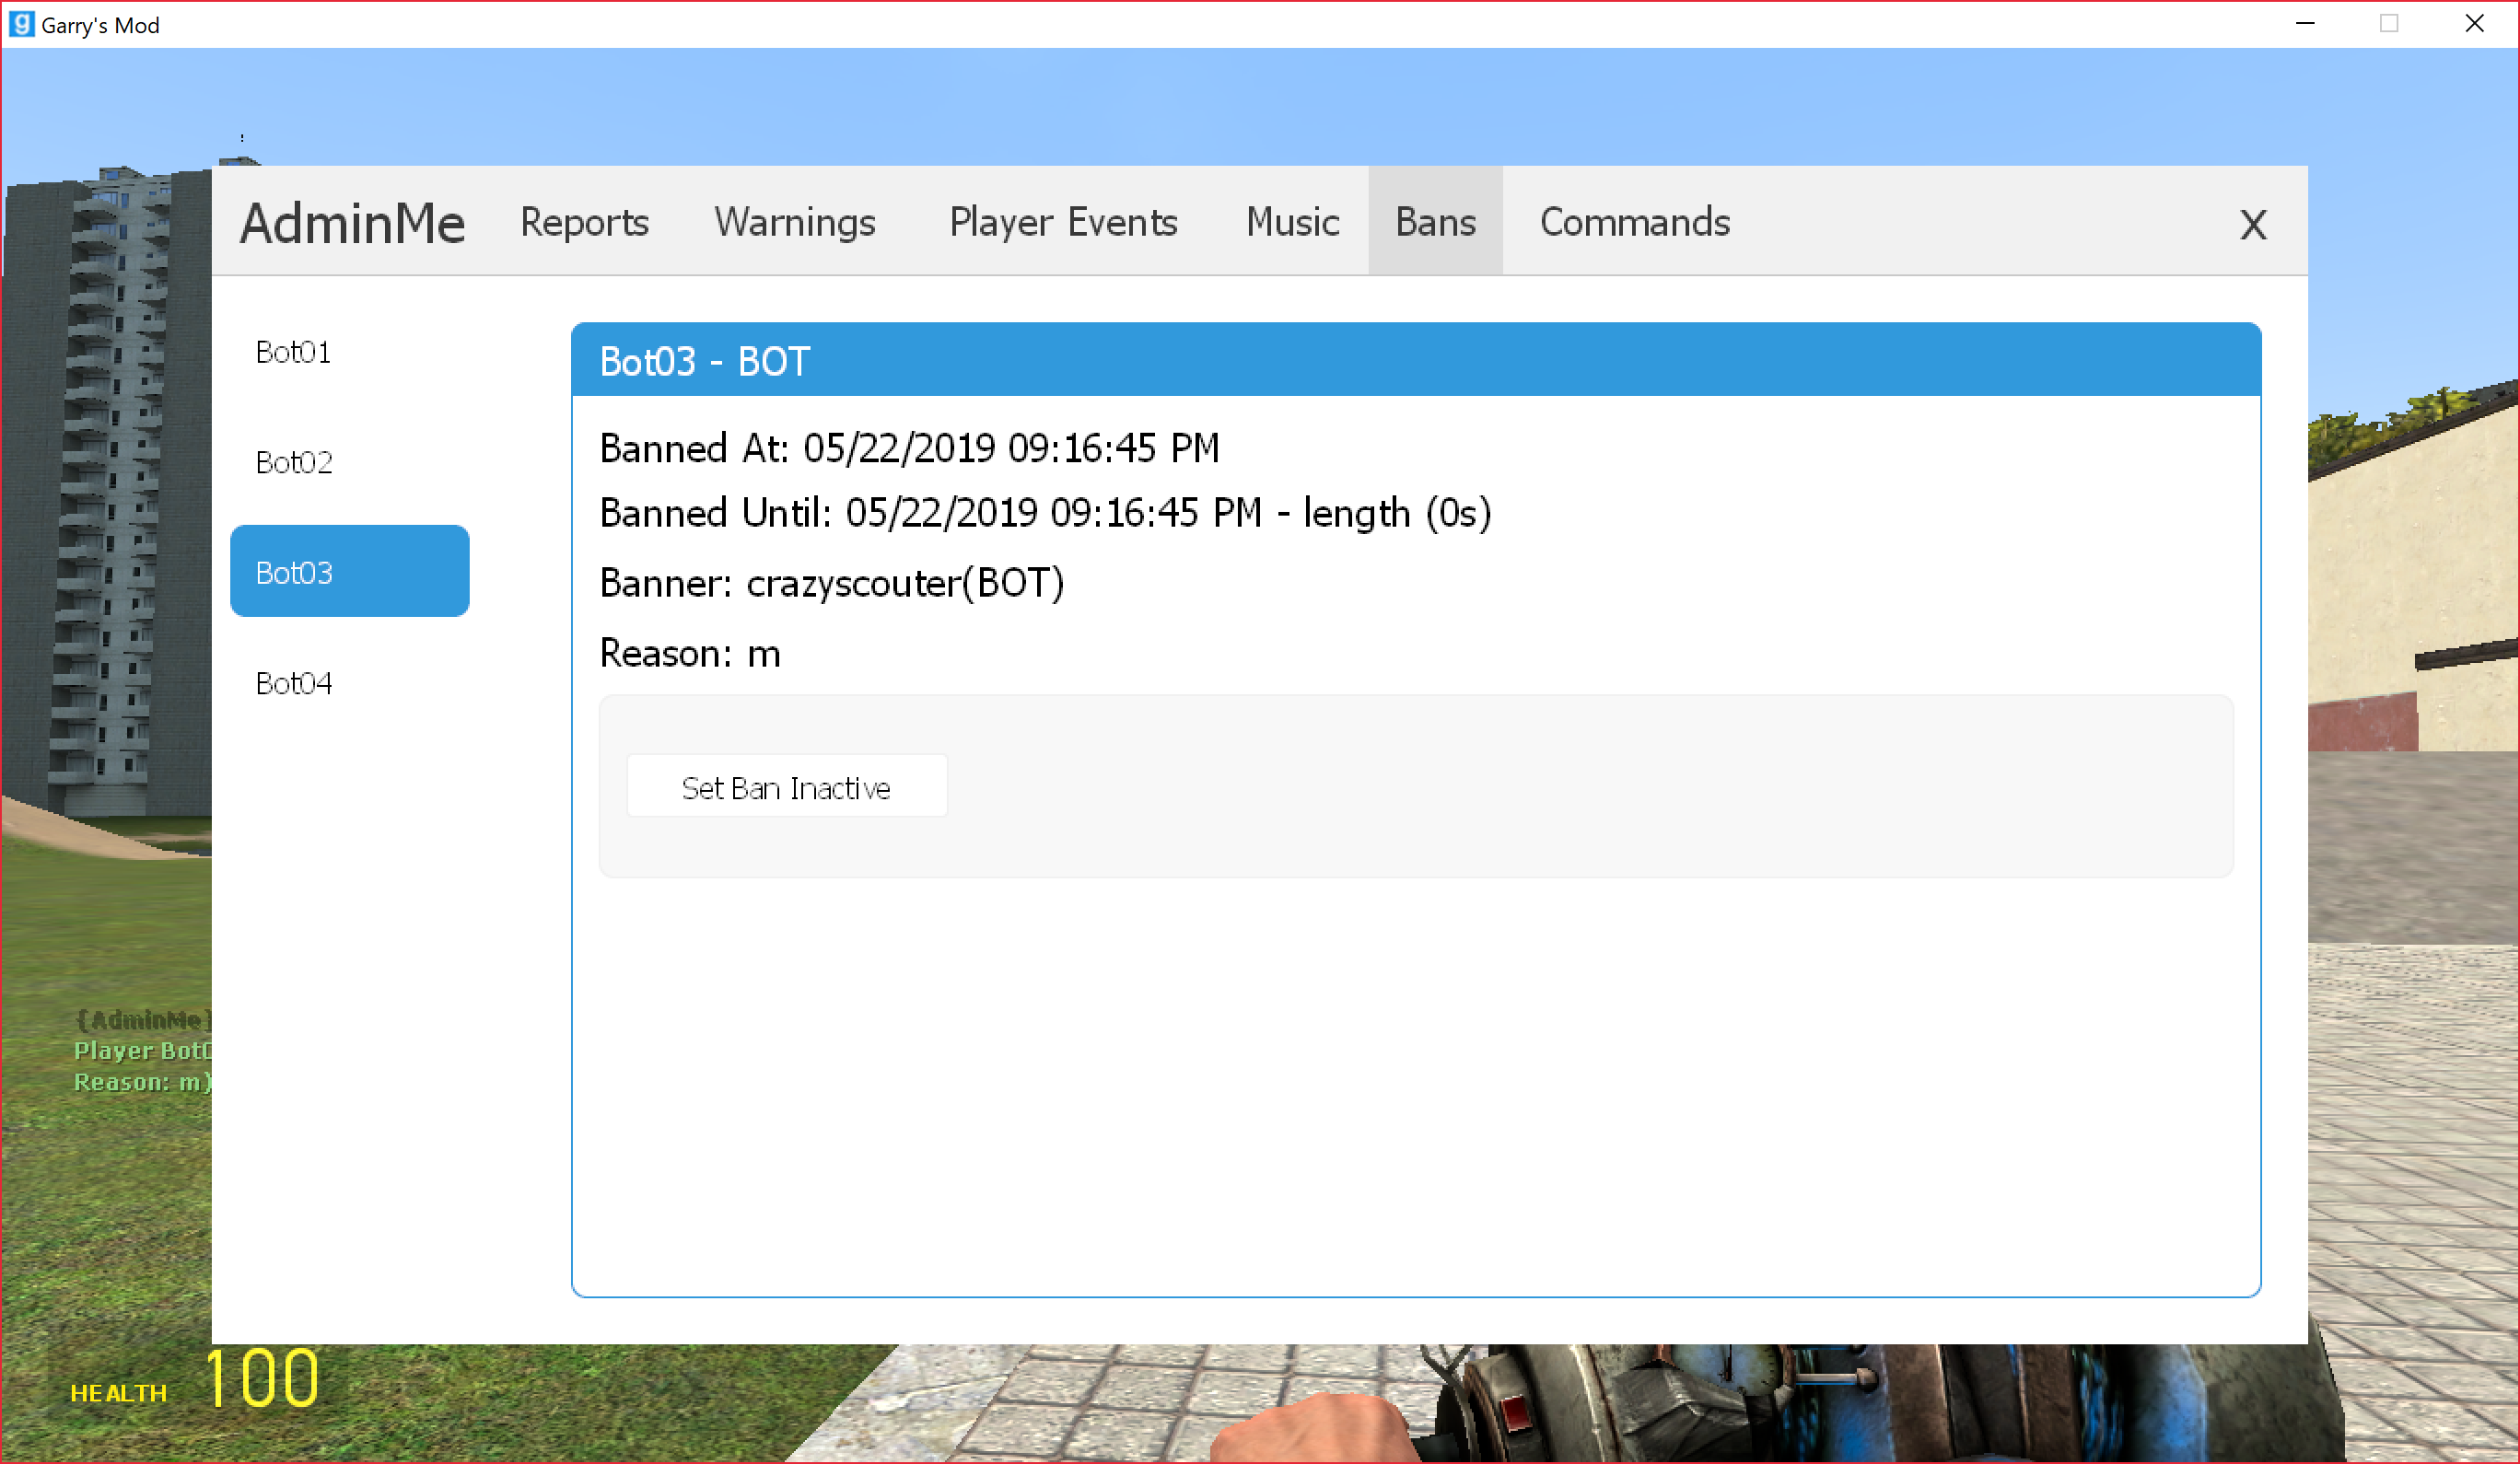 Garry's Mod
AdminMe Reports Warnings Player Events Music Bans Commands X
Bot01
Bot02
Bot03
Bot04
Bot03 - BOT
Banned At: 05/22/2019 09:16:45 PM
Banned Until: 05/22/2019 09:16:45 PM - length (0s)
Banner: crazyscouter(BOT)
Reason: m
Set Ban Inactive
{AdminMe}
Player Bot0
Reason: m)
HEALTH 100